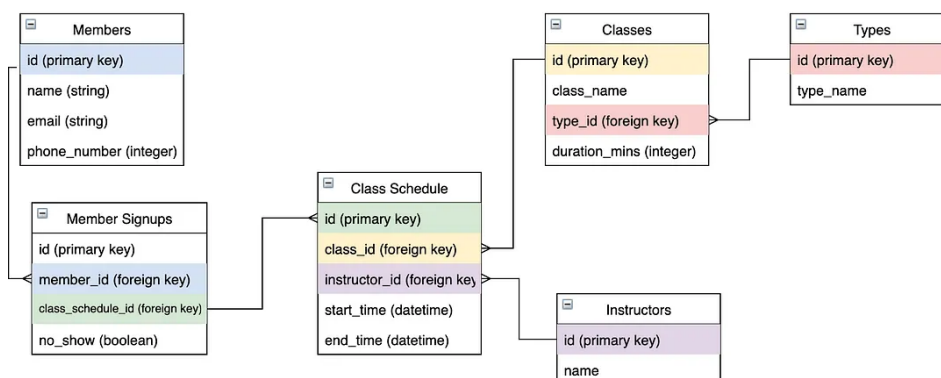 Members
id (primary key)
name (string)
email (string)
phone_number (integer)
Member Signups
id (primary key)
member_id (foreign key)
class_schedule_id (foreign key)
no_show (boolean)
Class Schedule
id (primary key)
class_id (foreign key)
instructor_id (foreign key
start_time (datetime)
end_time (datetime)
Classes
id (primary key)
class_name
type_id (foreign key)
duration_mins (integer)
Types
id (primary key)
type_name
Instructors
id (primary key)
name